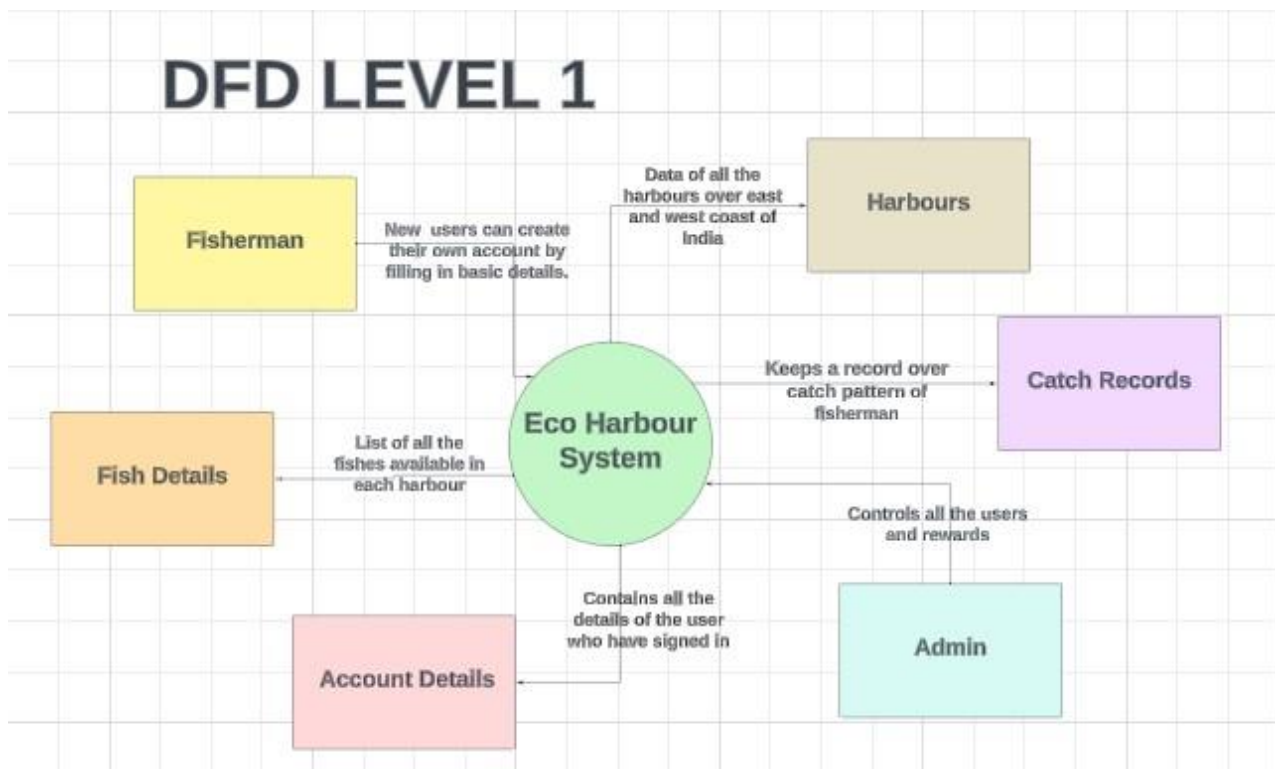 DFD LEVEL 1
Fisherman
New users can create
their own account by
filling in basic details.
Data of all the
harbours over east
and west coast of
India
Harbours
Eco Harbour
System
Keeps a record over
catch pattern of
fisherman
Catch Records
Fish Details
List of all the
fishes available in
each harbour
Controls all the users
and rewards
Admin
Contains all the
details of the user
who have signed in
Account Details